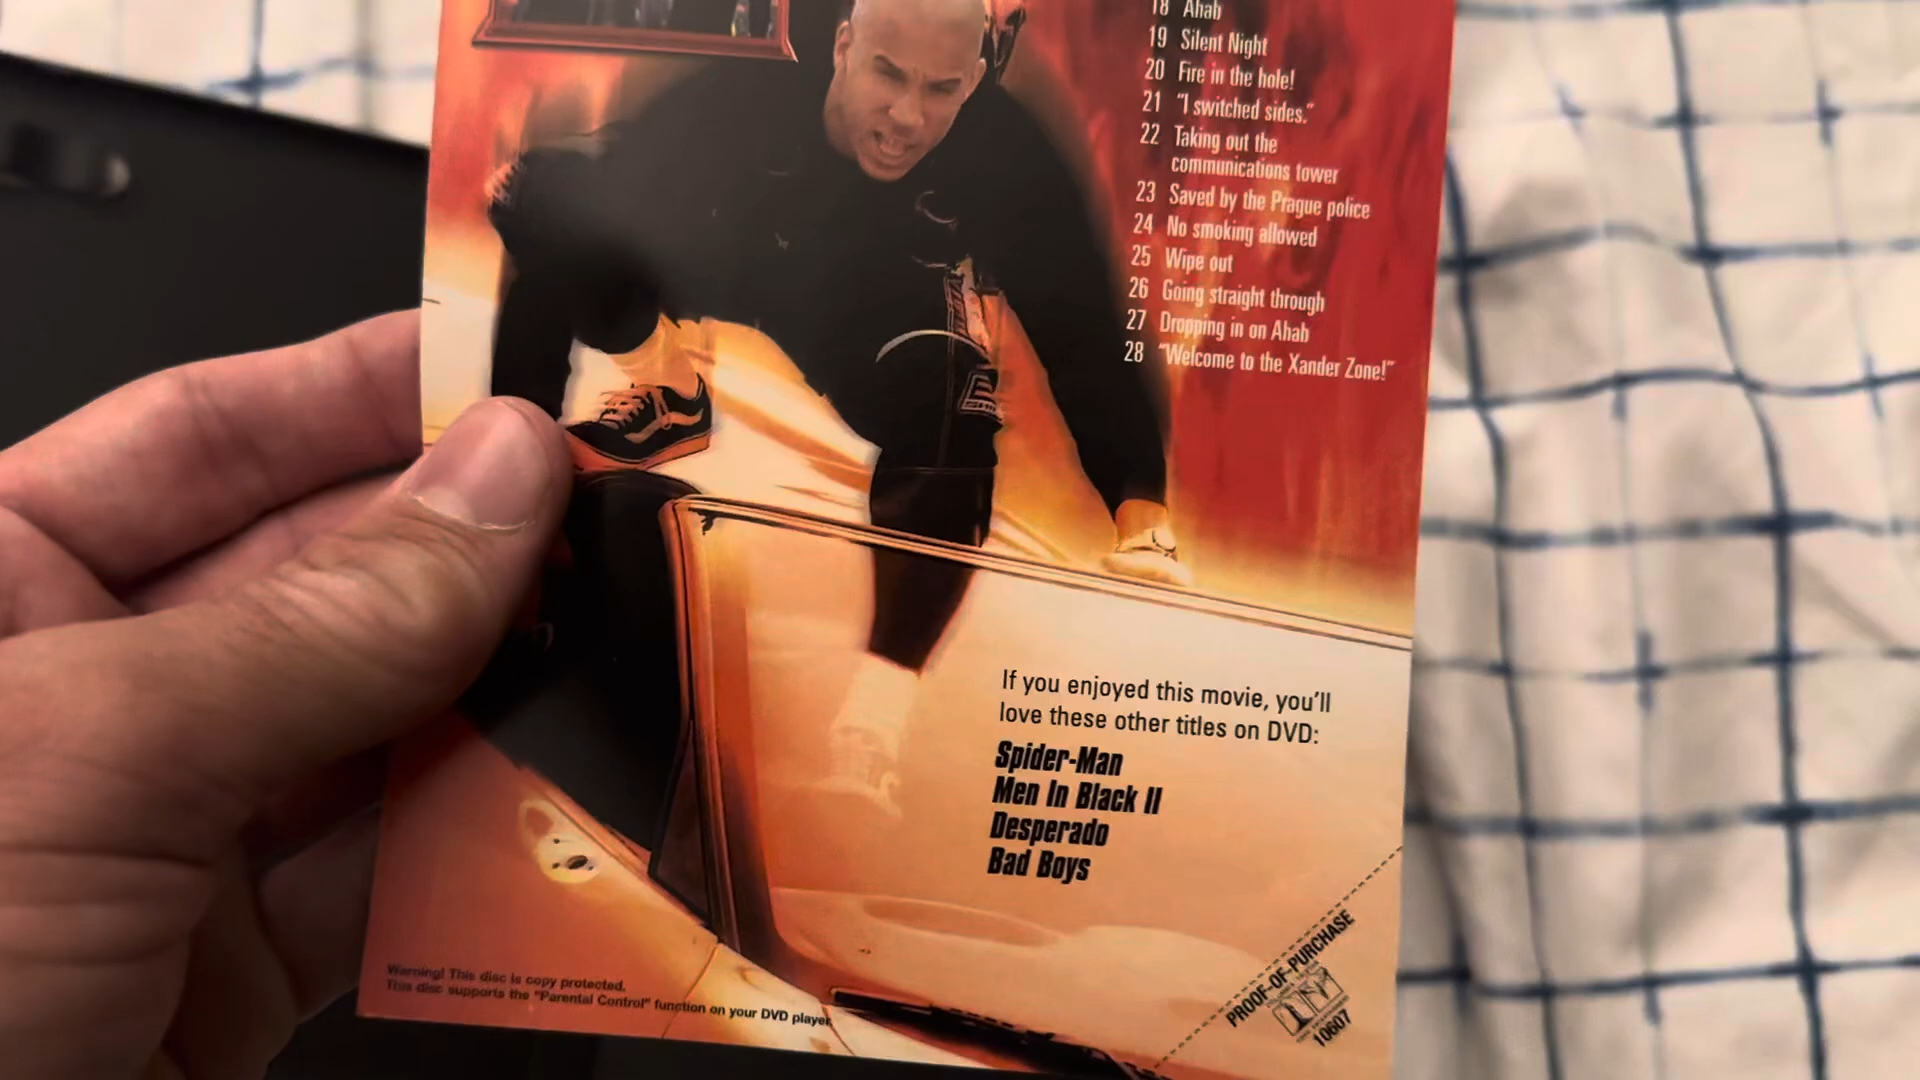 18 Ahab
19 Silent Night
20 Fire in the hole!
21 "I switched sides."
22 Taking out the
communications tower
23 Saved by the Prague police
24 No smoking allowed
25 Wipe out
26 Going straight through
27 Dropping in on Ahab
28 "Welcome to the Xander Zone!"
If you enjoyed this movie, you'll
love these other titles on DVD:
Spider-Man
Men In Black II
Desperado
Bad Boys
Warning! This disc is copy protected.
This disc supports the "Parental Control" function on your DVD player.
PROOF-OF-PURCHASE
10607